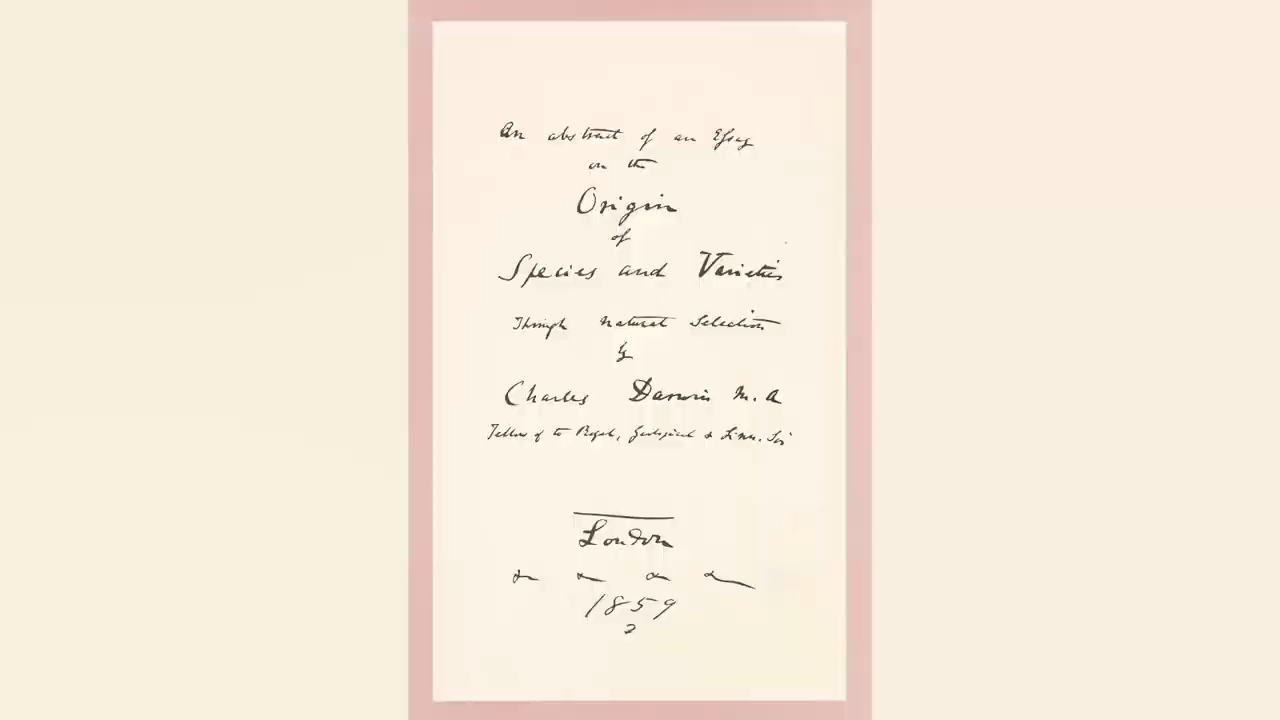 An abstract of an Essay
on the
Origin
of
Species and Varieties
Through Natural Selection
by
Charles Darwin M. A
Fellow of the Royal, Geological & Linn. Soc
London
& & & &
1859